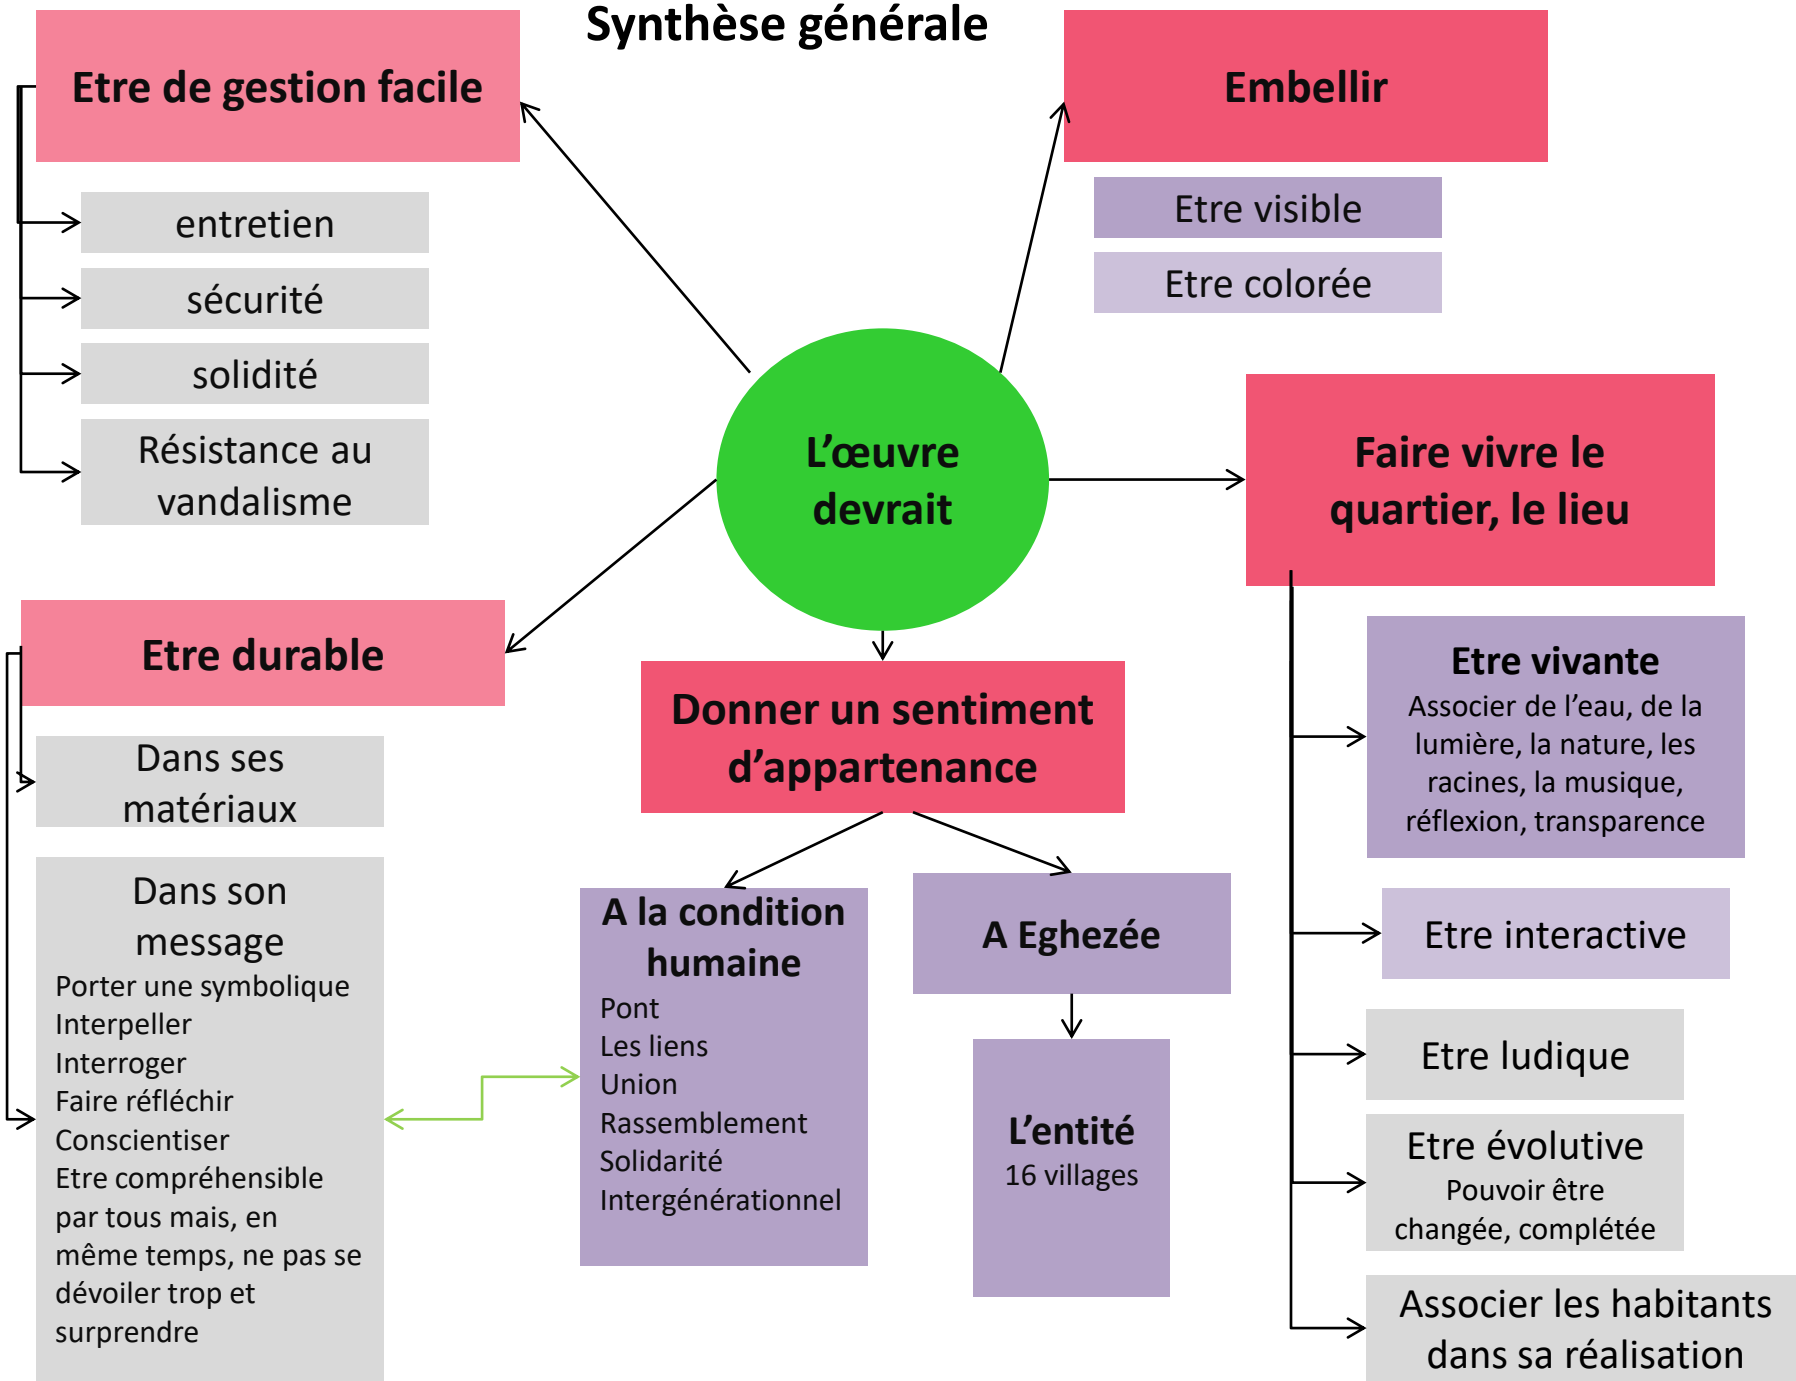 Synthèse générale
Etre de gestion facile
entretien
sécurité
solidité
Résistance au
vandalisme
Embellir
Etre visible
Etre colorée
L’œuvre
devrait
Faire vivre le
quartier, le lieu
Etre vivante
Associer de l’eau, de la
lumière, la nature, les
racines, la musique,
réflexion, transparence
Etre interactive
Etre ludique
Etre évolutive
Pouvoir être
changée, complétée
Associer les habitants
dans sa réalisation
Etre durable
Dans ses
matériaux
Dans son
message
Porter une symbolique
Interpeller
Interroger
Faire réfléchir
Conscientiser
Etre compréhensible
par tous mais, en
même temps, ne pas se
dévoiler trop et
surprendre
Donner un sentiment
d’appartenance
A la condition
humaine
Pont
Les liens
Union
Rassemblement
Solidarité
Intergénérationnel
A Eghezée
L’entité
16 villages